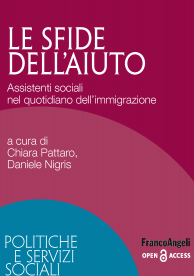 LE SFIDE
DELL'AIUTO
Assistenti sociali
nel quotidiano dell'immigrazione
a cura di
Chiara Pattaro,
Daniele Nigris
POLITICHE
E SERVIZI
SOCIALI
FrancoAngeli
OPEN ACCESS